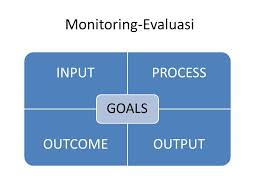 Monitoring-Evaluasi
INPUT
PROCESS
GOALS
OUTCOME
OUTPUT